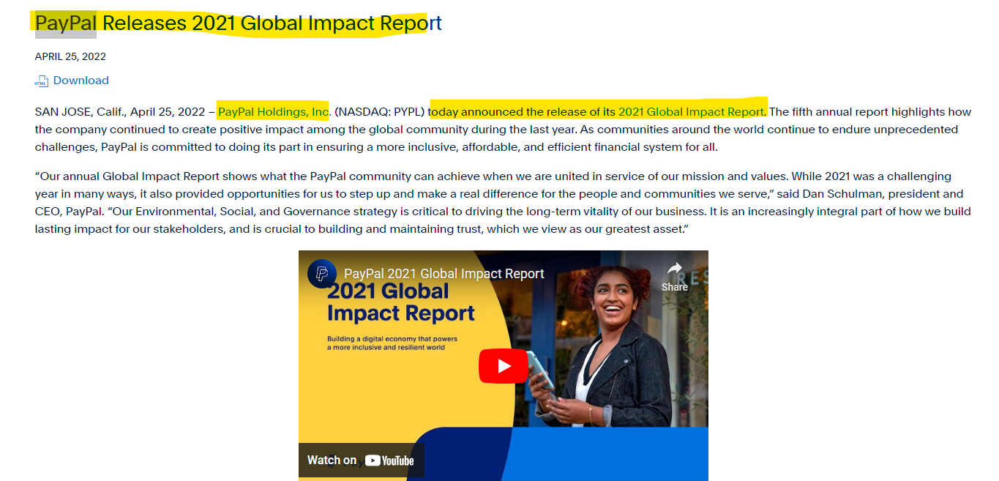 PayPal Releases 2021 Global Impact Report
APRIL 25, 2022
HTML Download
SAN JOSE, Calif., April 25, 2022 – PayPal Holdings, Inc. (NASDAQ: PYPL) today announced the release of its 2021 Global Impact Report. The fifth annual report highlights how
the company continued to create positive impact among the global community during the last year. As communities around the world continue to endure unprecedented
challenges, PayPal is committed to doing its part in ensuring a more inclusive, affordable, and efficient financial system for all.
“Our annual Global Impact Report shows what the PayPal community can achieve when we are united in service of our mission and values. While 2021 was a challenging
year in many ways, it also provided opportunities for us to step up and make a real difference for the people and communities we serve,” said Dan Schulman, president and
CEO, PayPal. “Our Environmental, Social, and Governance strategy is critical to driving the long-term vitality of our business. It is an increasingly integral part of how we build
lasting impact for our stakeholders, and is crucial to building and maintaining trust, which we view as our greatest asset.”
PayPal 2021 Global Impact Report
Share
RES
2021 Global
Impact Report
Building a digital economy that powers
a more inclusive and resilient world
Watch on YouTube